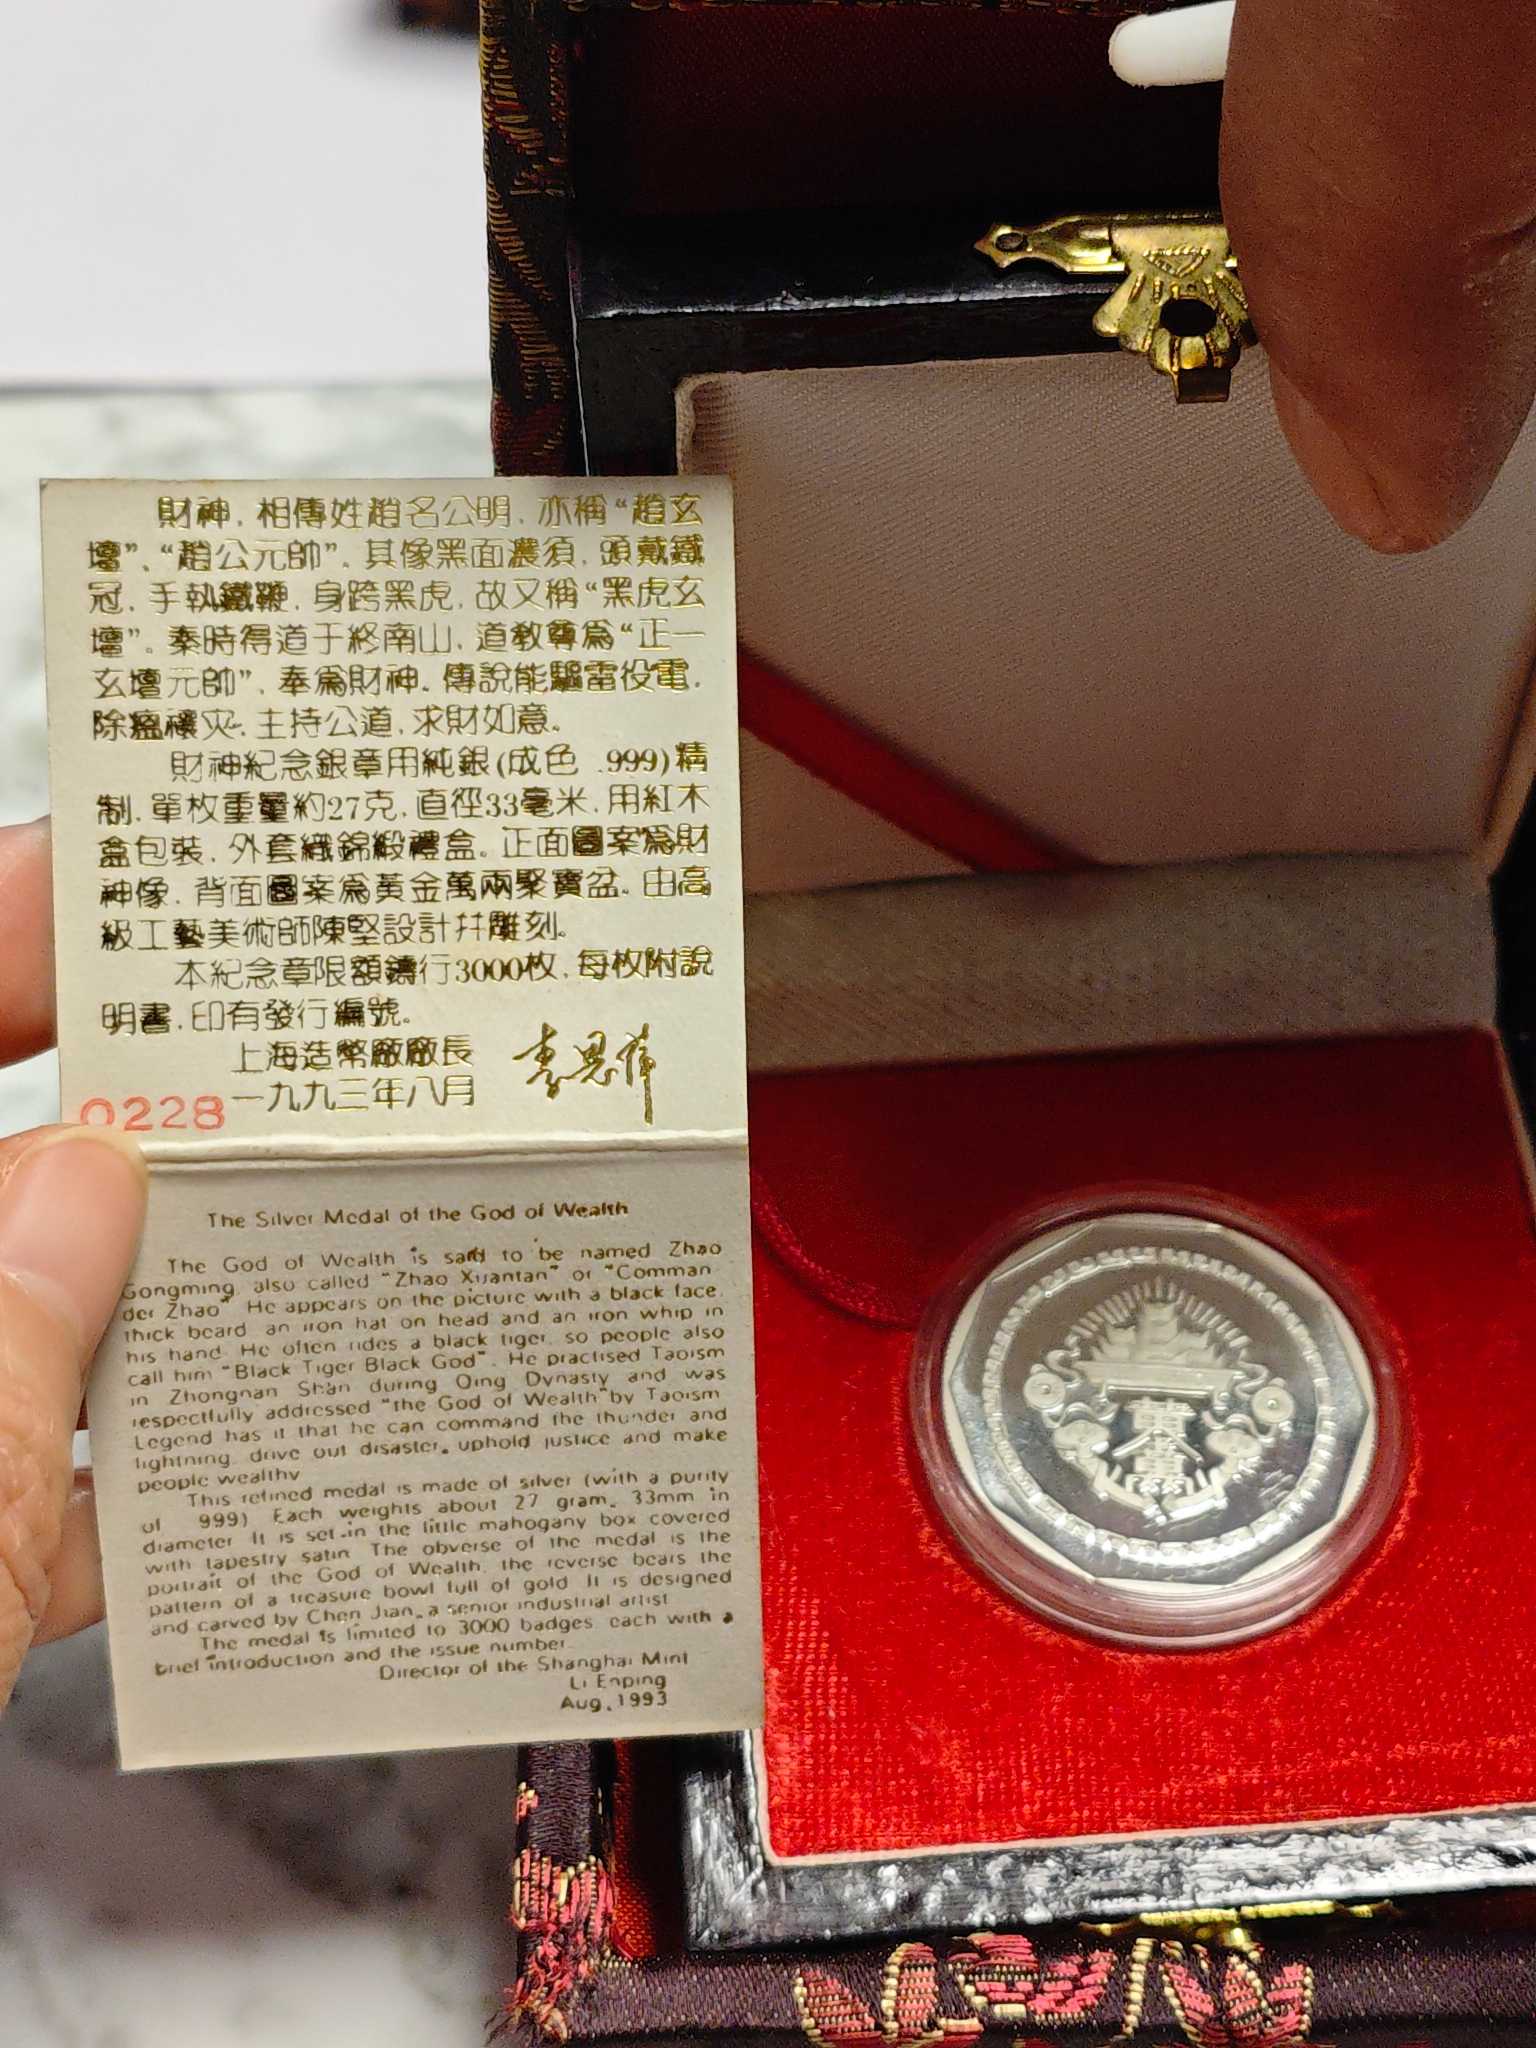 財神，相傳姓趙名公明，亦稱“趙玄
壇”、“趙公元帥”。其像黑面濃須，頭戴鐵
冠，手執鐵鞭，身跨黑虎，故又稱“黑虎玄
壇”。秦時得道于終南山，道教尊爲“正一
玄壇元帥”，奉爲財神。傳説能驅雷役電，
除瘟禳灾，主持公道，求財如意。
財神紀念銀章用純銀(成色 .999)精
制，單枚重量約27克，直徑33毫米，用紅木
盒包裝，外套織錦緞禮盒。正面圖案爲財
神像，背面圖案爲黃金萬兩聚寶盆。由高
級工藝美術師陳堅設計幷雕刻。
本紀念章限額鑄行3000枚，每枚附説
明書，印有發行編號。
上海造幣廠廠長
一九九三年八月
0228
The Silver Medal of the God of Wealth
The God of Wealth is said to be named Zhao
Gongming, also called "Zhao Xuantan" or "Comman
der Zhao". He appears on the picture with a black face,
thick beard, an iron hat on head and an iron whip in
his hand. He often rides a black tiger, so people also
call him "Black Tiger Black God". He practised Taoism
in Zhongnan Shan during Qing Dynasty and was
respectfully addressed "the God of Wealth" by Taoism.
Legend has it that he can command the thunder and
lightning, drive out disaster, uphold justice and make
people wealthy
This refined medal is made of silver (with a purity
of .999) Each weights about 27 gram, 33mm in
diameter. It is set in the little mahogany box covered
with tapestry satin. The obverse of the medal is the
portrait of the God of Wealth, the reverse bears the
pattern of a treasure bowl full of gold. It is designed
and carved by Chen Jian, a senior industrial artist.
The medal is limited to 3000 badges, each with a
brief introduction and the issue number.
Director of the Shanghai Mint
Li Enping
Aug, 1993